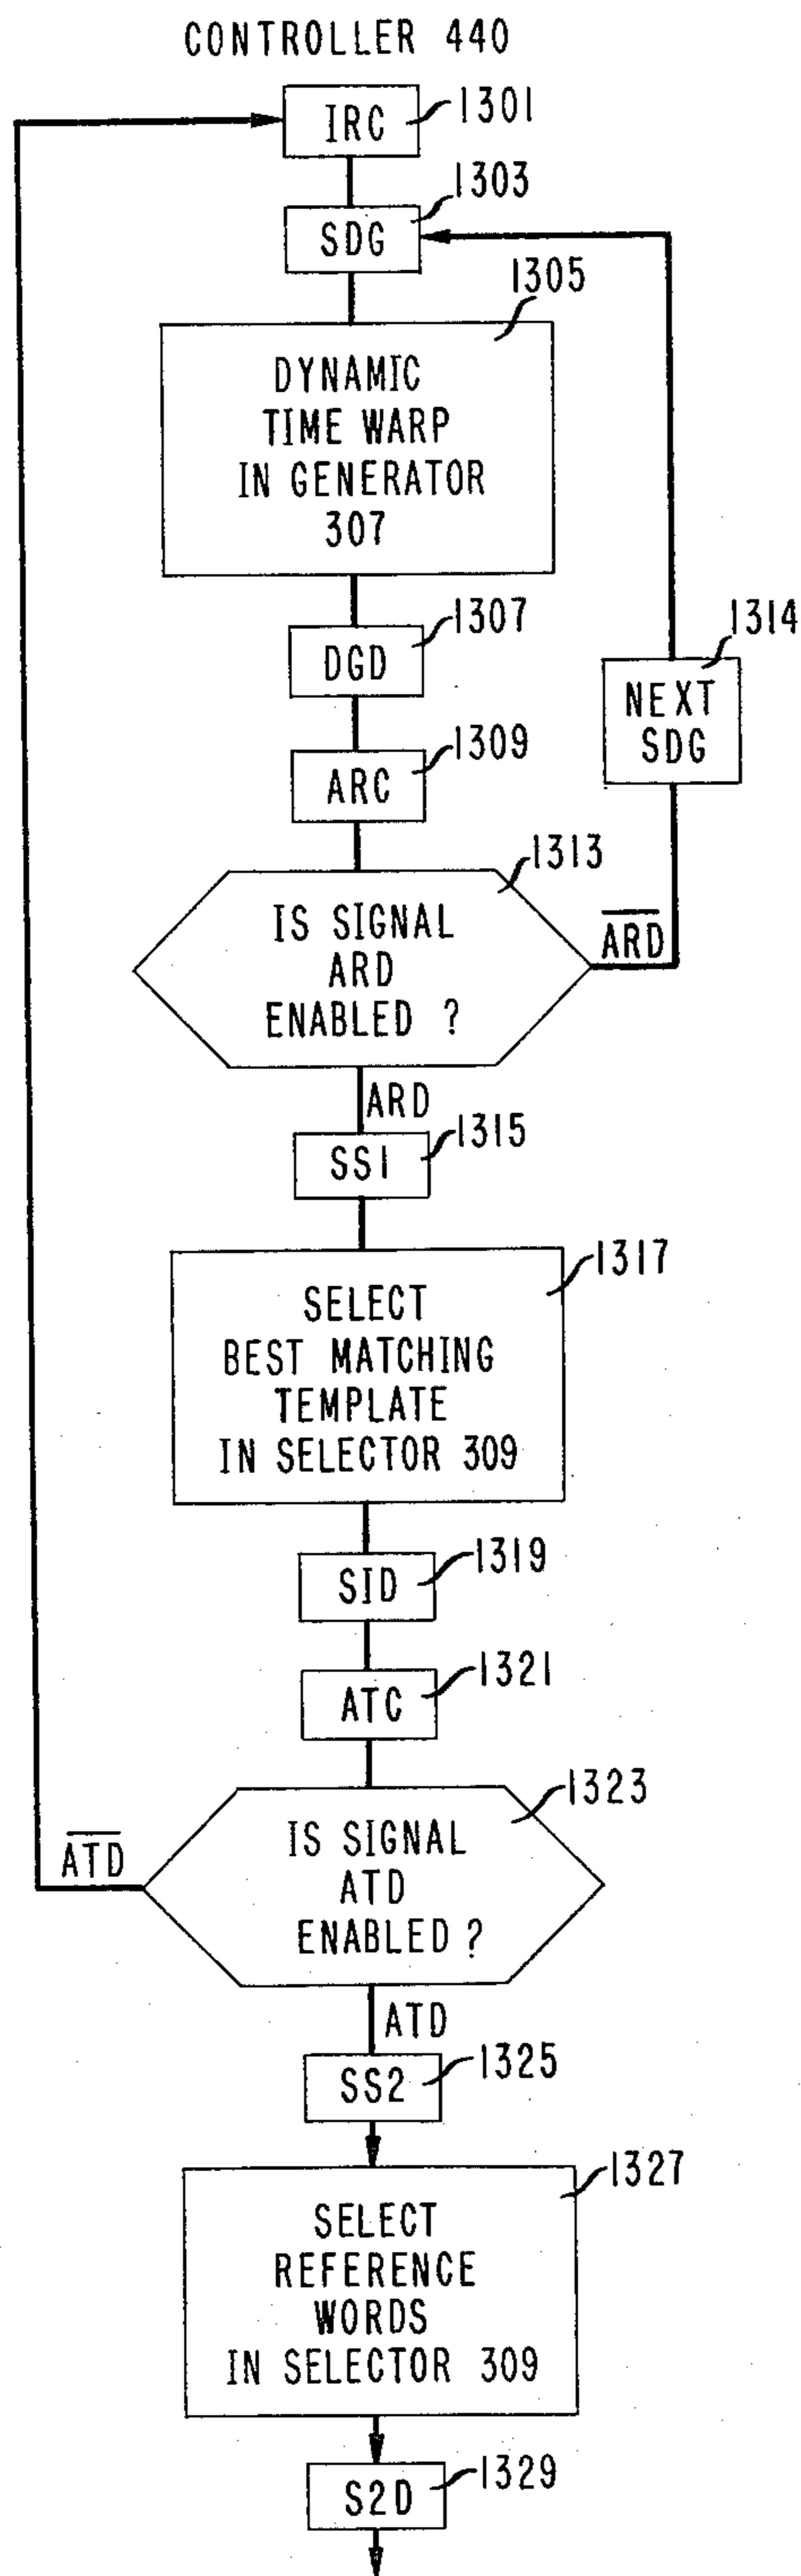 CONTROLLER 440
IRC
1301
SDG
1303
1305
DYNAMIC
TIME WARP
IN GENERATOR
307
DGD
1307
1314
NEXT
SDG
ARC
1309
1313
IS SIGNAL
ARD
ENABLED ?
A̅R̅D̅
ARD
SS1
1315
1317
SELECT
BEST MATCHING
TEMPLATE
IN SELECTOR 309
SID
1319
ATC
1321
1323
IS SIGNAL
ATD
ENABLED ?
A̅T̅D̅
ATD
SS2
1325
1327
SELECT
REFERENCE
WORDS
IN SELECTOR 309
S2D
1329